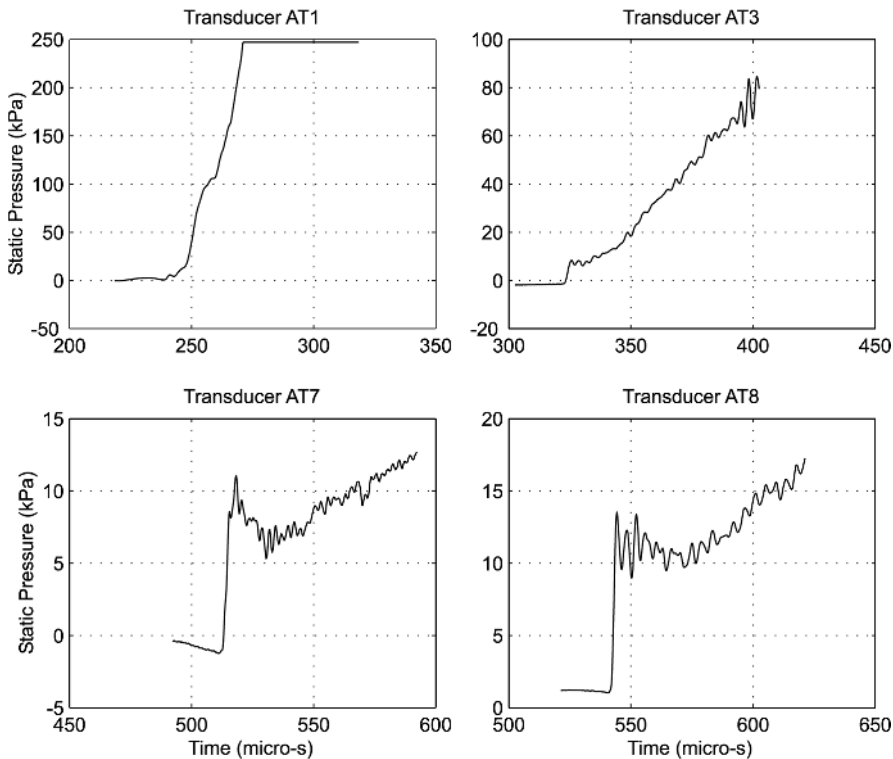 Transducer AT1
Static Pressure (kPa)
250
200
150
100
50
0
-50
200 250 300 350
Transducer AT3
100
80
60
40
20
0
-20
300 350 400 450
Transducer AT7
Static Pressure (kPa)
15
10
5
0
-5
450 500 550 600
Time (micro-s)
Transducer AT8
20
15
10
5
0
500 550 600 650
Time (micro-s)